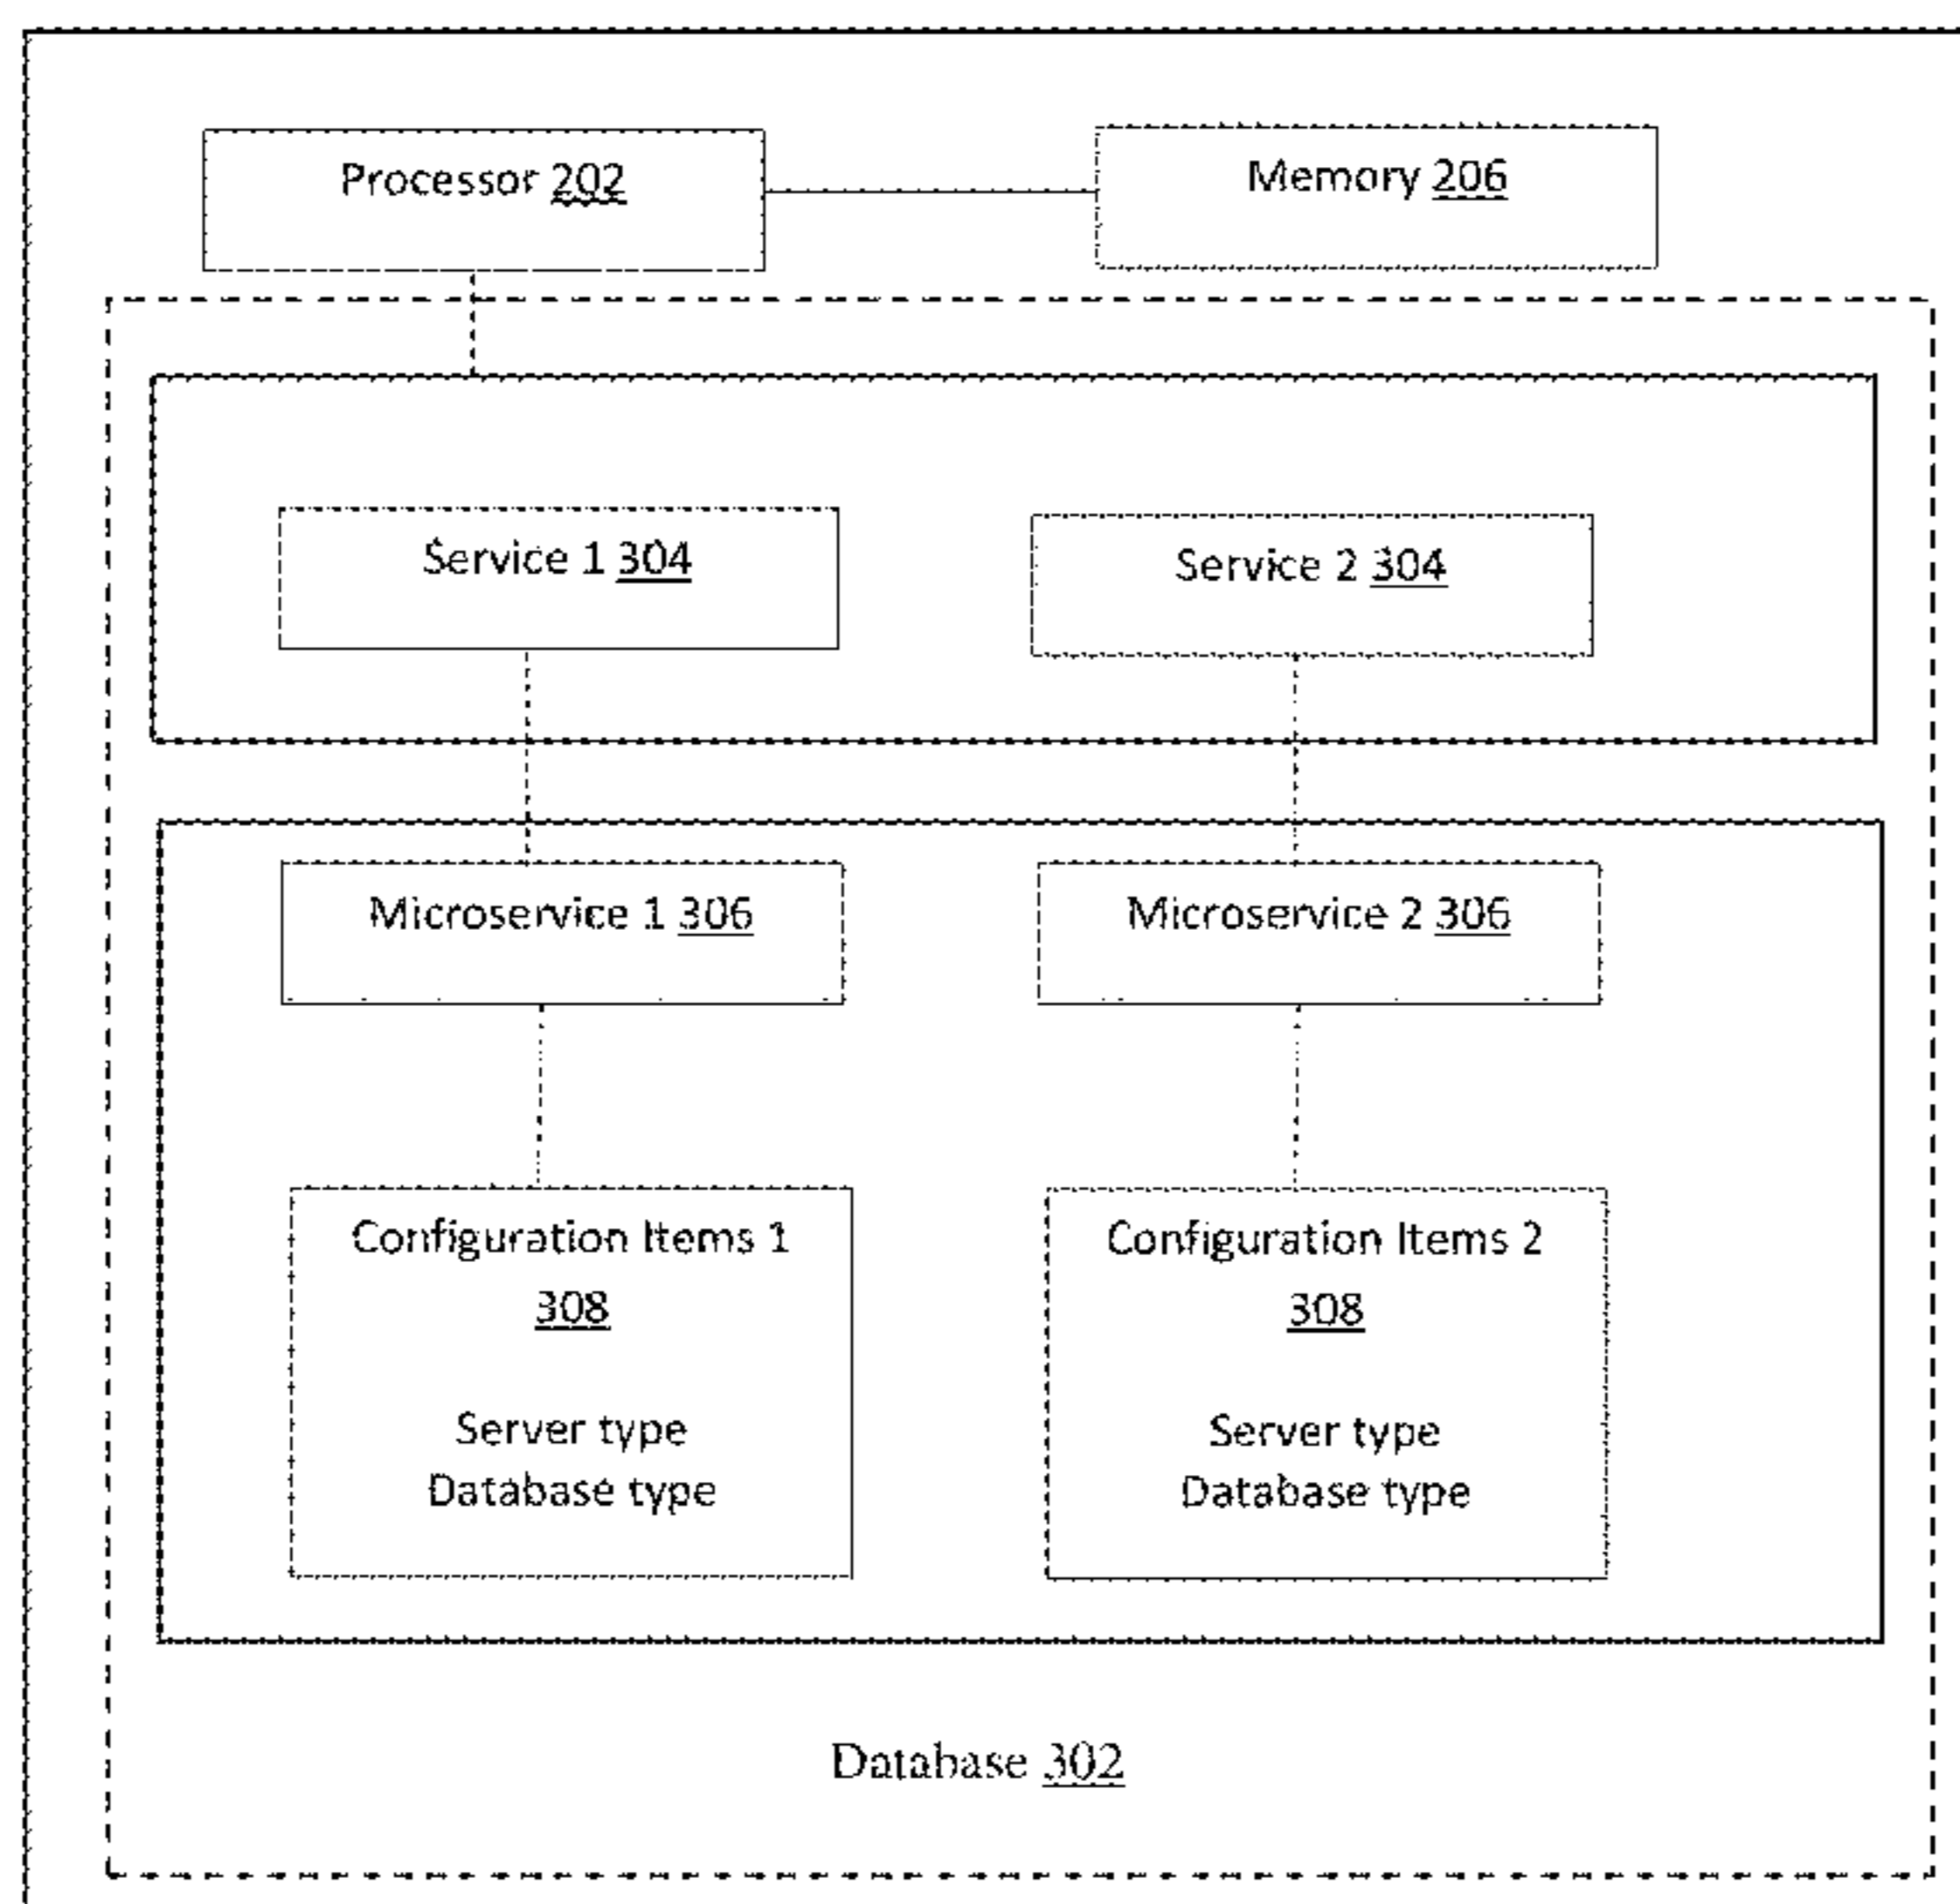 Processor 202
Memory 206
Service 1 304
Service 2 304
Microservice 1 306
Microservice 2 306
Configuration Items 1
308
Server type
Database type
Configuration Items 2
308
Server type
Database type
Database 302